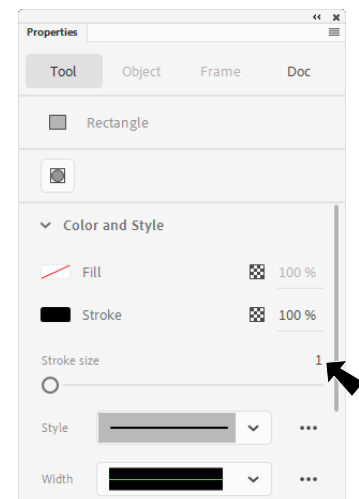 Properties
Tool Object Frame Doc
Rectangle
Color and Style
Fill 100 %
Stroke 100 %
Stroke size 1
Style
Width